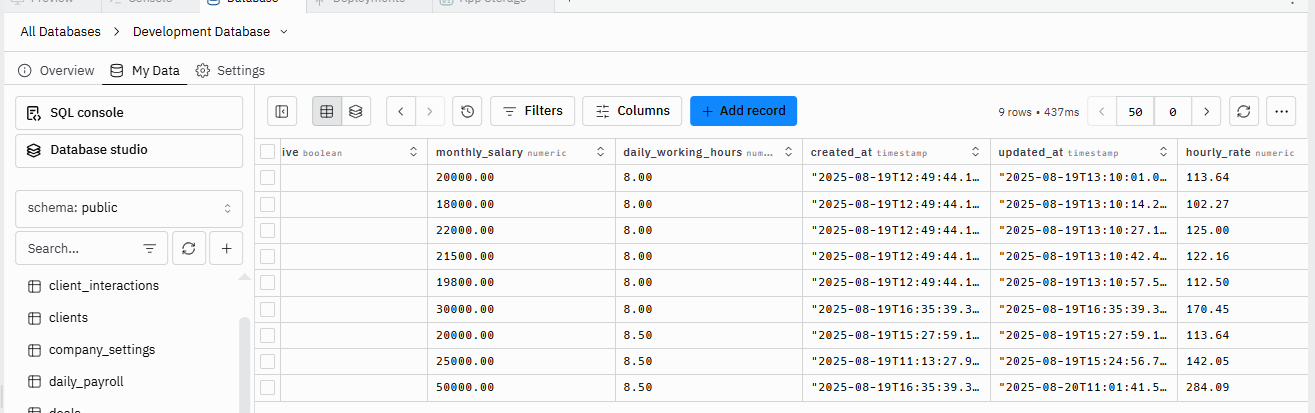 Preview Console Database Deployments App Storage
All Databases > Development Database
Overview My Data Settings
SQL console
Database studio
schema: public
Search...
client_interactions
clients
company_settings
daily_payroll
deals
Filters Columns + Add record 9 rows • 437ms 50 0
ive boolean monthly_salary numeric daily_working_hours num... created_at timestamp updated_at timestamp hourly_rate numeric
20000.00 8.00 "2025-08-19T12:49:44.1… "2025-08-19T13:10:01.0… 113.64
18000.00 8.00 "2025-08-19T12:49:44.1… "2025-08-19T13:10:14.2… 102.27
22000.00 8.00 "2025-08-19T12:49:44.1… "2025-08-19T13:10:27.1… 125.00
21500.00 8.00 "2025-08-19T12:49:44.1… "2025-08-19T13:10:42.4… 122.16
19800.00 8.00 "2025-08-19T12:49:44.1… "2025-08-19T13:10:57.5… 112.50
30000.00 8.00 "2025-08-19T16:35:39.3… "2025-08-19T16:35:39.3… 170.45
20000.00 8.50 "2025-08-19T15:27:59.1… "2025-08-19T15:27:59.1… 113.64
25000.00 8.50 "2025-08-19T11:13:27.9… "2025-08-19T15:24:56.7… 142.05
50000.00 8.50 "2025-08-19T16:35:39.3… "2025-08-20T11:01:41.5… 284.09